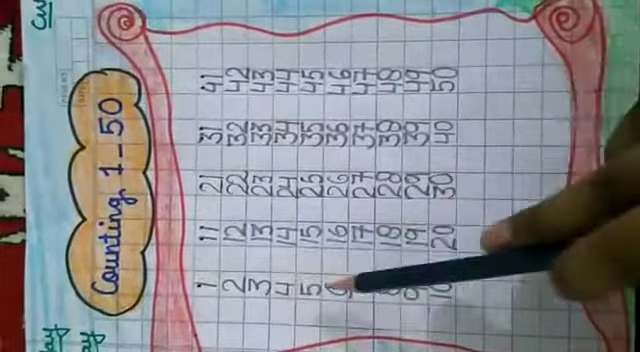 Counting 1-50
1 11 21 31 41
2 12 22 32 42
3 13 23 33 43
4 14 24 34 44
5 15 25 35 45
16 26 36 46
17 27 37 47
18 28 38 48
9 19 29 39 49
10 20 30 40 50